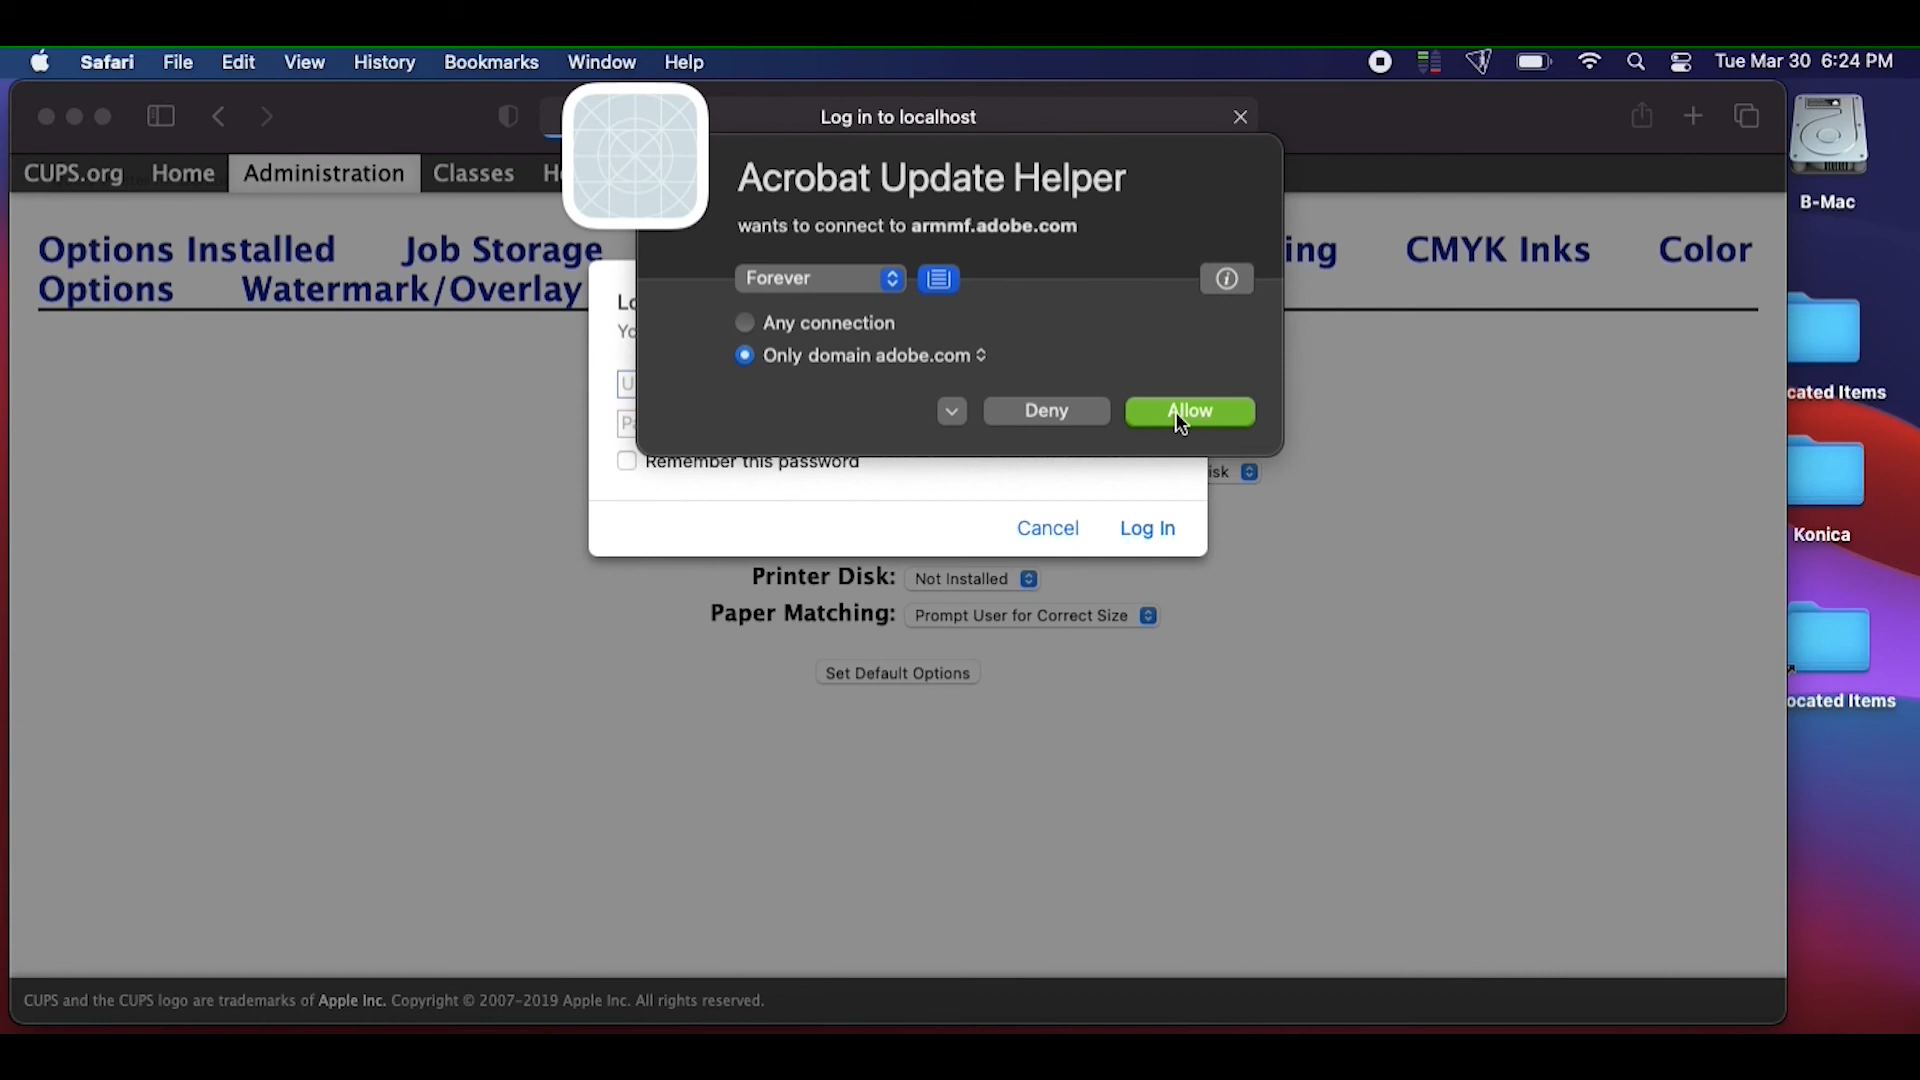 Safari File Edit View History Bookmarks Window Help Tue Mar 30 6:24 PM
Log in to localhost
CUPS.org Home Administration Classes
Acrobat Update Helper
wants to connect to armmf.adobe.com
B-Mac
Options Installed Job Storage CMYK Inks Color
Options Watermark/Overlay
Forever
Any connection
Only domain adobe.com
Deny Allow
cated Items
Remember this password
isk
Cancel Log In
Konica
Printer Disk: Not Installed
Paper Matching: Prompt User for Correct Size
Set Default Options
ocated Items
CUPS and the CUPS logo are trademarks of Apple Inc. Copyright © 2007-2019 Apple Inc. All rights reserved.